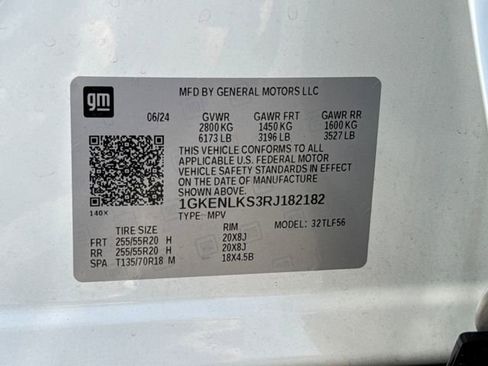 MFD BY GENERAL MOTORS LLC
gm
06/24 GVWR GAWR FRT GAWR RR
2800 KG 1450 KG 1600 KG
6173 LB 3196 LB 3527 LB
THIS VEHICLE CONFORMS TO ALL
APPLICABLE U.S. FEDERAL MOTOR
VEHICLE SAFETY STANDARDS IN EFFECT
ON THE DATE OF MANUFACTURE
SHOWN ABOVE.
1GKENLKS3RJ182182
140X
TYPE: MPV
TIRE SIZE RIM MODEL: 32TLF56
FRT 255/55R20 H 20X8J
RR 255/55R20 H 20X8J
SPA T135/70R18 M 18X4.5B